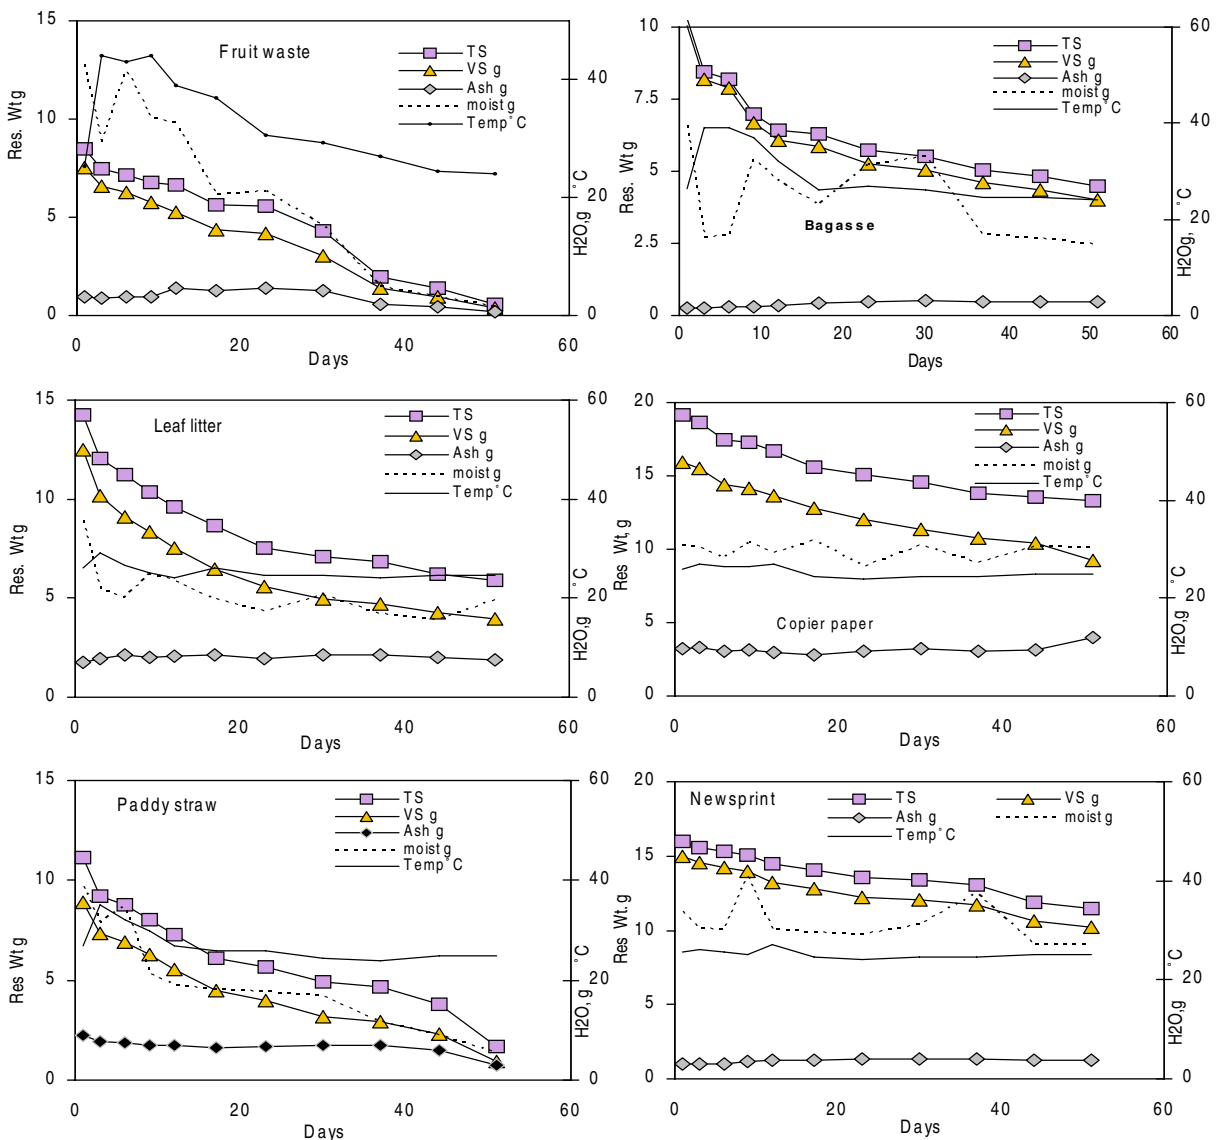 Fruit waste
TS
VS g
Ash g
moist g
Temp°C
Res. Wt g
15
10
5
0
40
20
0
H2O,g °C
0 20 40 60
Days
Bagasse
TS
VS g
Ash g
moist g
Temp°C
Res. Wt g
10
7.5
5
2.5
0
60
40
20
0
H2Og, °C
0 10 20 30 40 50 60
Days
Leaf litter
TS
VS g
Ash g
moist g
Temp°C
Res. Wt g
15
10
5
0
60
40
20
0
H2O,g °C
0 20 40 60
Days
Copier paper
TS
VS g
Ash g
moist g
Temp°C
Res Wt, g
20
15
10
5
0
60
40
20
0
H2O,g °C
0 20 40 60
Days
Paddy straw
TS
VS g
Ash g
moist g
Temp°C
Res Wt g
15
10
5
0
60
40
20
0
H2O,g °C
0 20 40 60
Days
Newsprint
TS VS g
Ash g moist g
Temp°C
Res Wt. g
20
15
10
5
0
60
40
20
0
H2O,g °C
0 10 20 30 40 50 60
Days